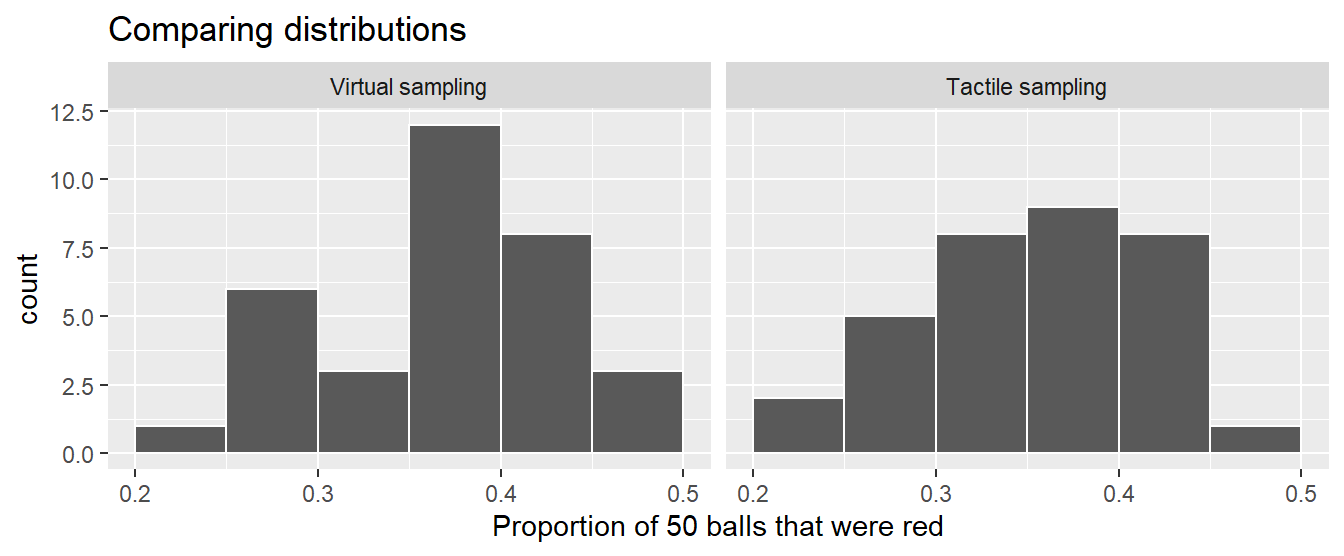 Comparing distributions
Virtual sampling
Tactile sampling
12.5
10.0
7.5
5.0
2.5
0.0
count
0.2 0.3 0.4 0.5
0.2 0.3 0.4 0.5
Proportion of 50 balls that were red